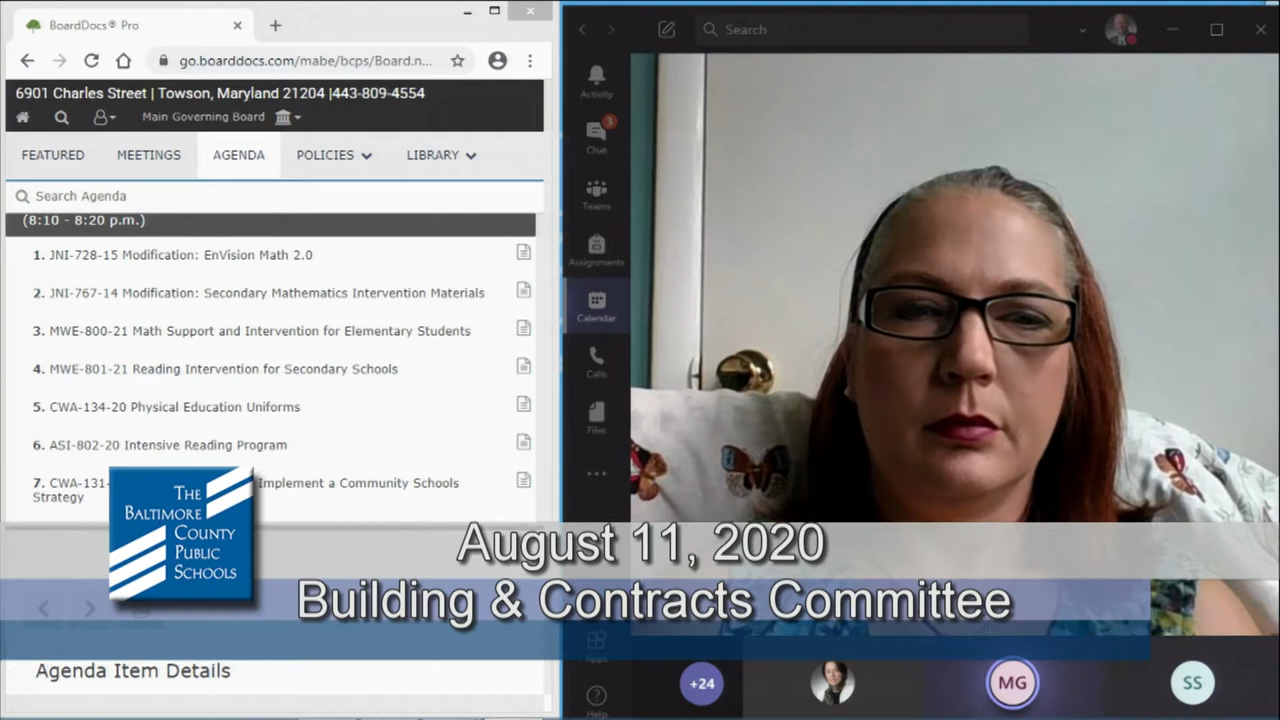 BoardDocs® Pro
go.boarddocs.com/mabe/bcps/Board.n...
6901 Charles Street | Towson, Maryland 21204 |443-809-4554
Main Governing Board
FEATURED MEETINGS AGENDA POLICIES LIBRARY
Search Agenda
(8:10 - 8:20 p.m.)
1. JNI-728-15 Modification: EnVision Math 2.0
2. JNI-767-14 Modification: Secondary Mathematics Intervention Materials
3. MWE-800-21 Math Support and Intervention for Elementary Students
4. MWE-801-21 Reading Intervention for Secondary Schools
5. CWA-134-20 Physical Education Uniforms
6. ASI-802-20 Intensive Reading Program
7. CWA-131- Implement a Community Schools
Strategy
THE
BALTIMORE
COUNTY
PUBLIC
SCHOOLS
August 11, 2020
Building & Contracts Committee
Agenda Item Details
Search
Activity
3
Chat
Teams
Assignments
Calendar
Calls
Files
...
Apps
Help
+24
MG
SS